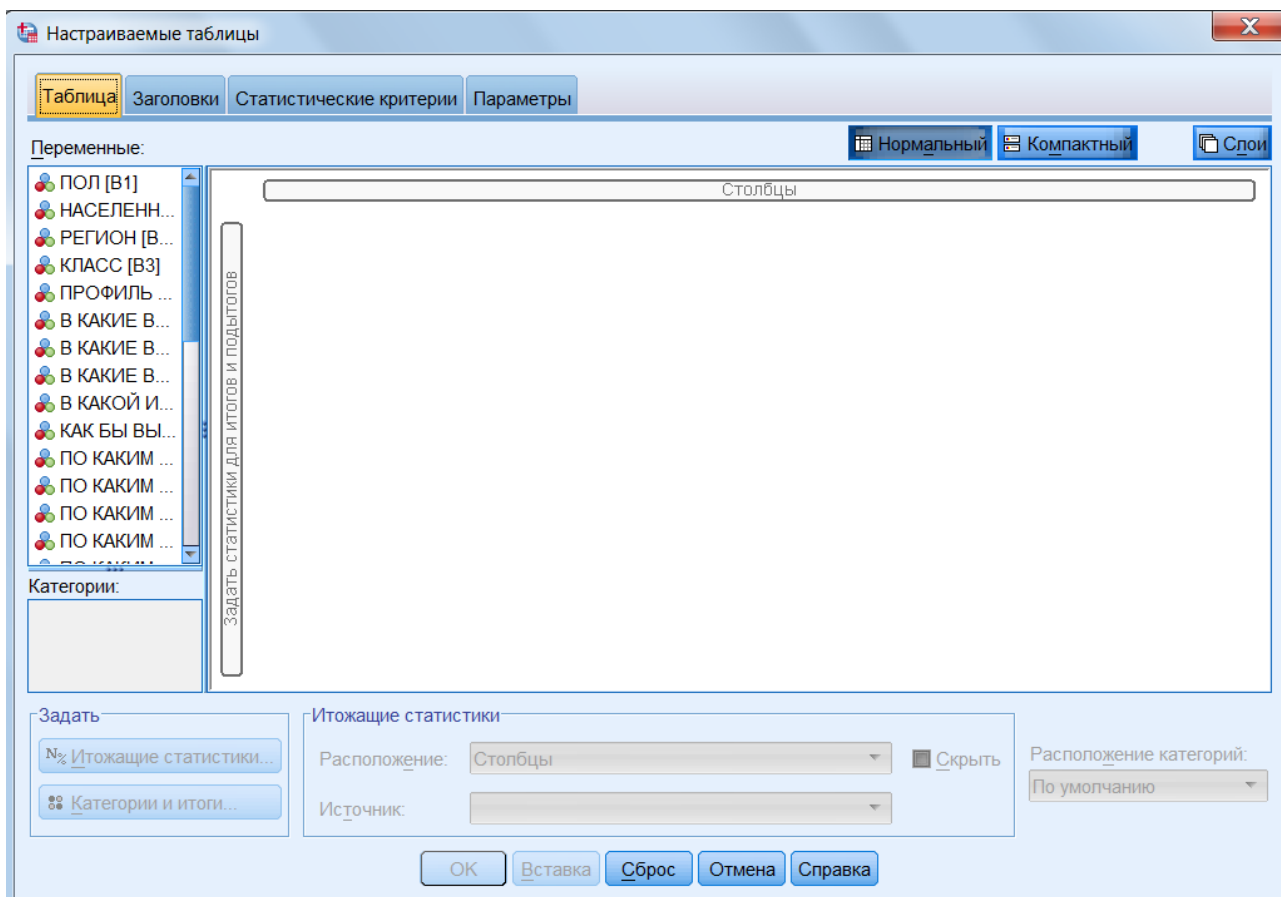 Настраиваемые таблицы
Таблица Заголовки Статистические критерии Параметры
Переменные:
Нормальный Компактный Слои
ПОЛ [B1]
НАСЕЛЕНН...
РЕГИОН [B...
КЛАСС [B3]
ПРОФИЛЬ ...
В КАКИЕ В...
В КАКИЕ В...
В КАКИЕ В...
В КАКОЙ И...
КАК БЫ ВЫ...
ПО КАКИМ ...
ПО КАКИМ ...
ПО КАКИМ ...
ПО КАКИМ ...
Столбцы
Задать статистики для итогов и подытогов
Категории:
Задать
N% Итожащие статистики...
Категории и итоги...
Итожащие статистики
Расположение: Столбцы Скрыть
Источник:
Расположение категорий:
По умолчанию
OK Вставка Сброс Отмена Справка